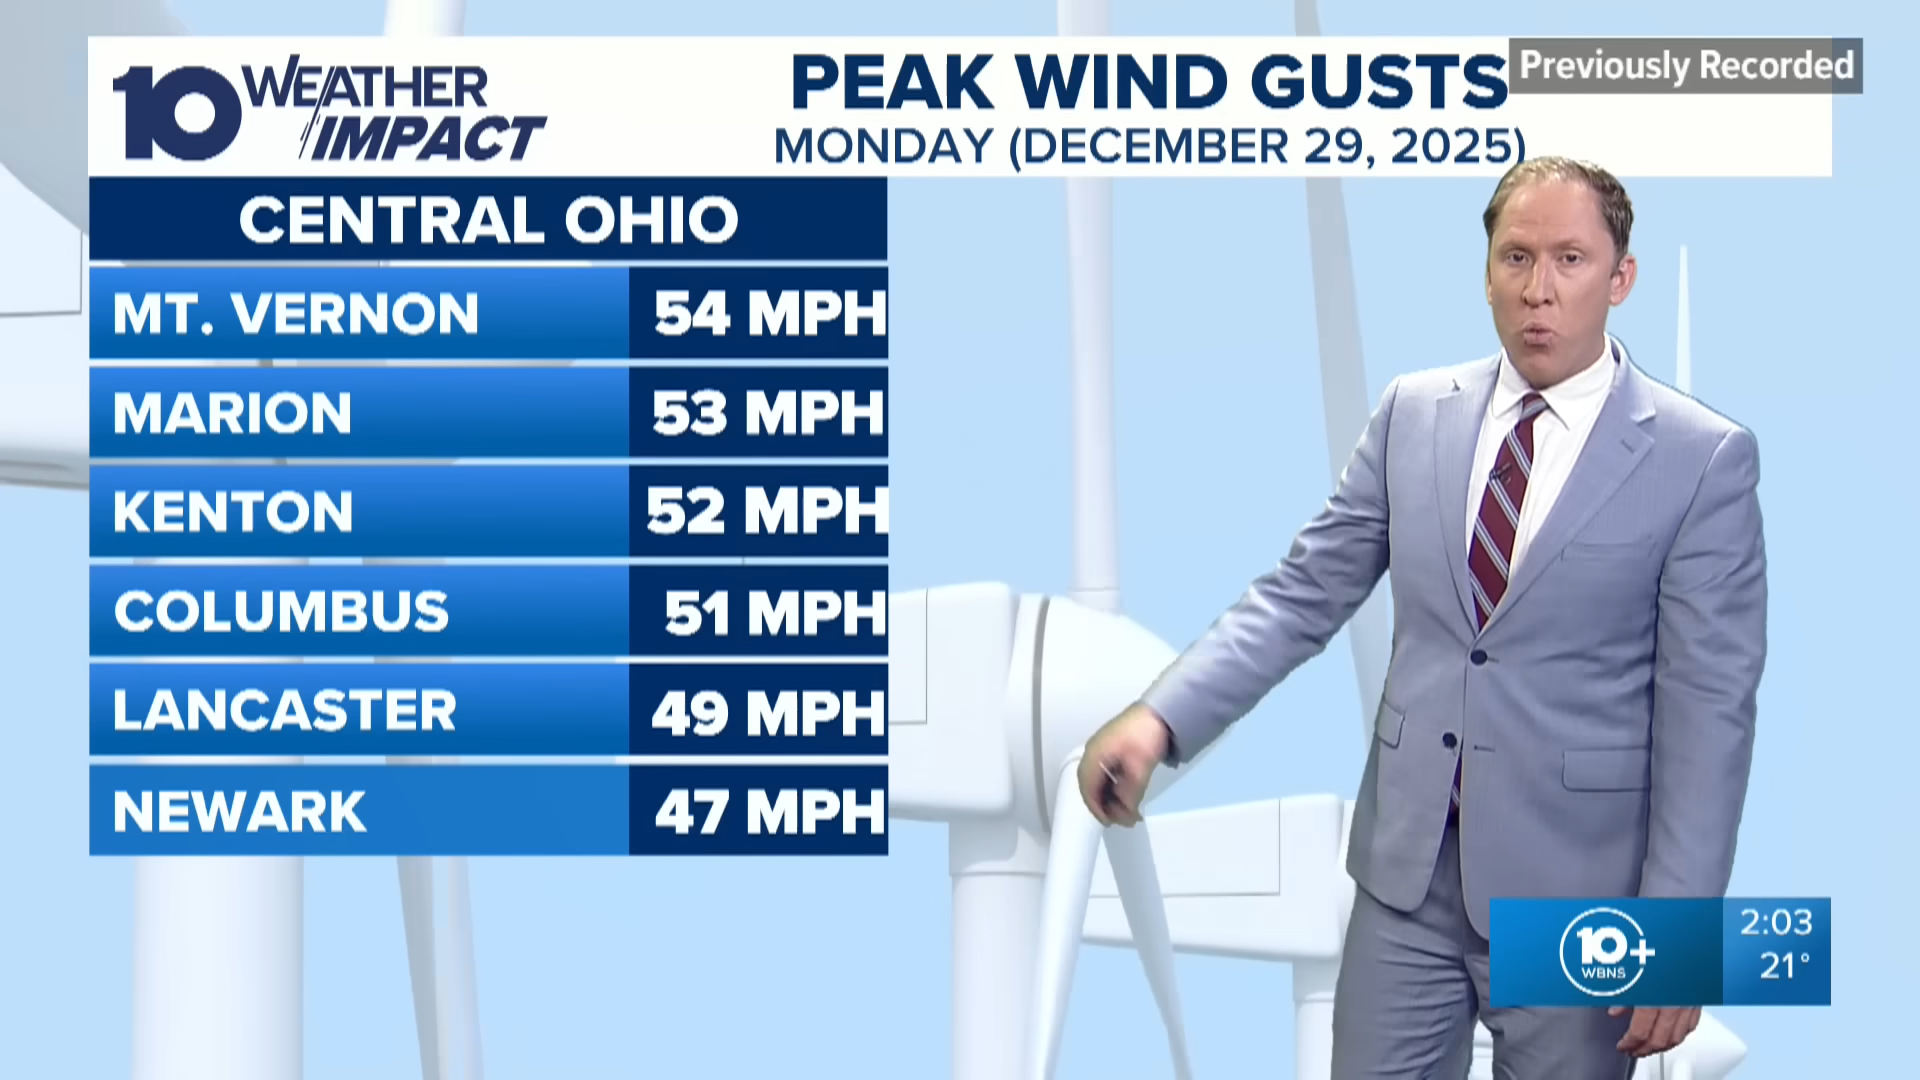 10 WEATHER IMPACT
PEAK WIND GUSTS
Previously Recorded
MONDAY (DECEMBER 29, 2025)
CENTRAL OHIO
MT. VERNON 54 MPH
MARION 53 MPH
KENTON 52 MPH
COLUMBUS 51 MPH
LANCASTER 49 MPH
NEWARK 47 MPH
10+
WBNS
2:03
21°